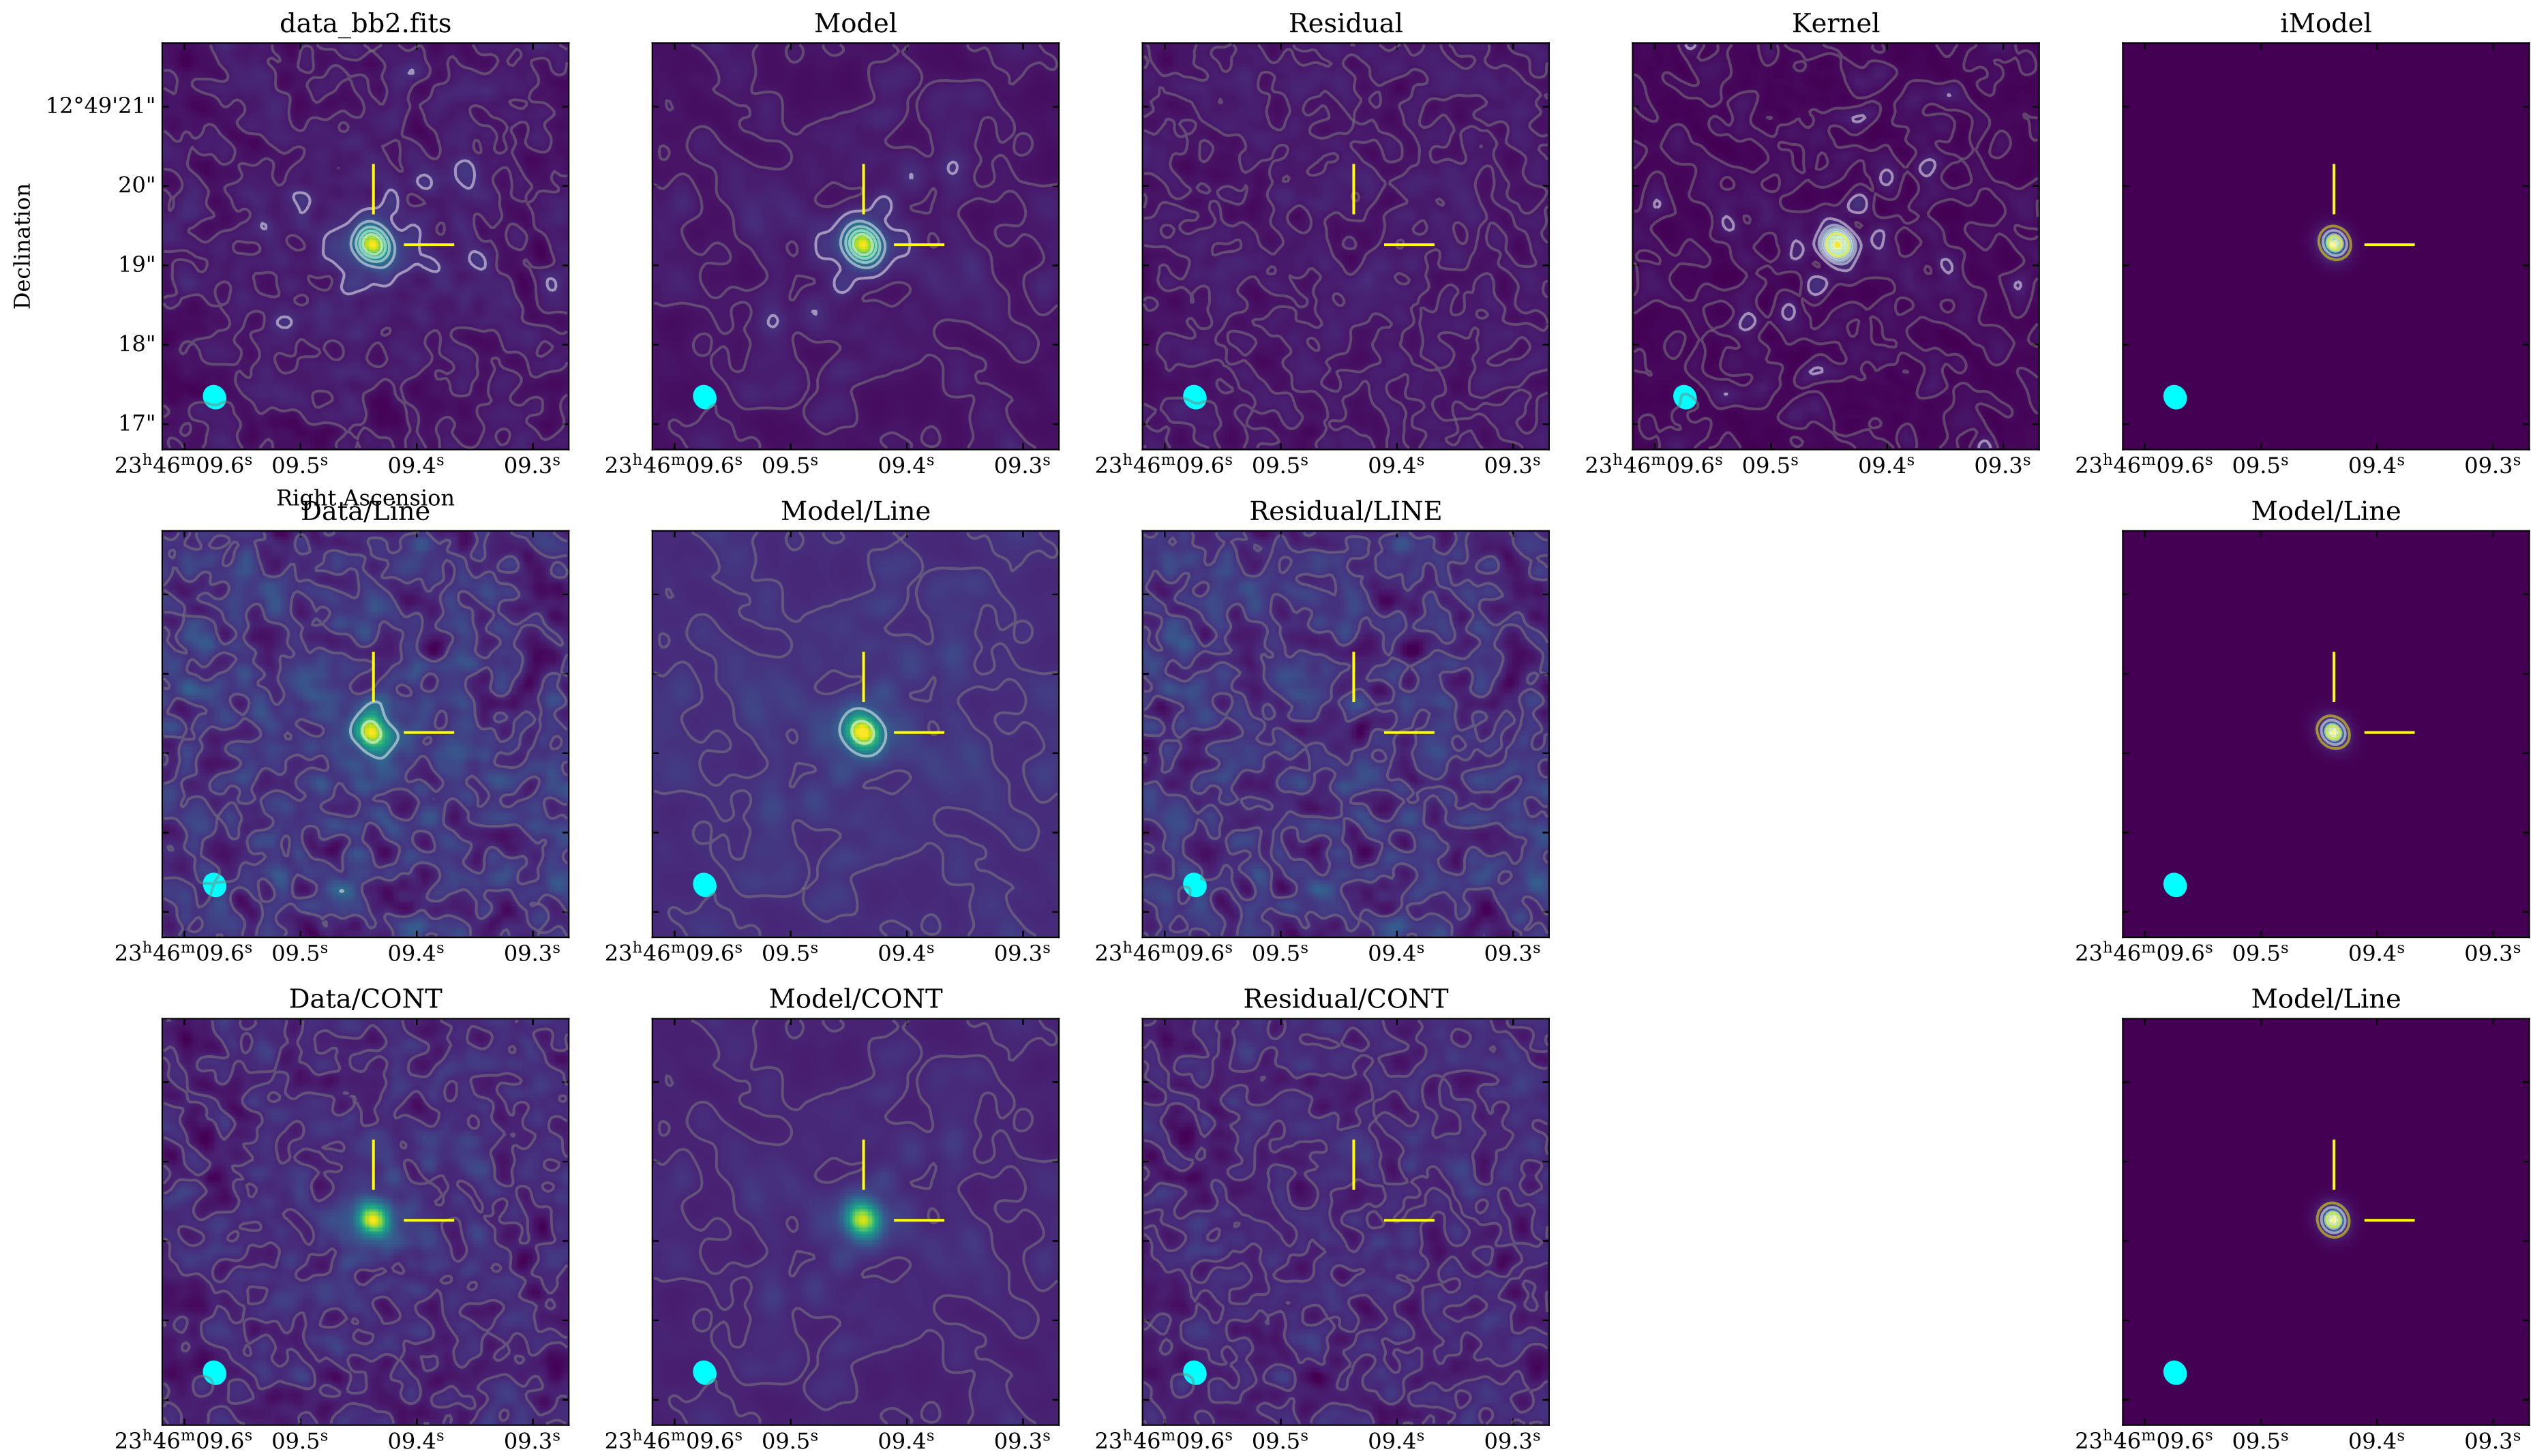 data_bb2.fits
Model
Residual
Kernel
iModel
Declination
12°49'21"
20"
19"
18"
17"
23ʰ46ᵐ09.6ˢ 09.5ˢ 09.4ˢ 09.3ˢ
23ʰ46ᵐ09.6ˢ 09.5ˢ 09.4ˢ 09.3ˢ
23ʰ46ᵐ09.6ˢ 09.5ˢ 09.4ˢ 09.3ˢ
23ʰ46ᵐ09.6ˢ 09.5ˢ 09.4ˢ 09.3ˢ
23ʰ46ᵐ09.6ˢ 09.5ˢ 09.4ˢ 09.3ˢ
Right Ascension
Data/Line
Model/Line
Residual/LINE
Model/Line
23ʰ46ᵐ09.6ˢ 09.5ˢ 09.4ˢ 09.3ˢ
23ʰ46ᵐ09.6ˢ 09.5ˢ 09.4ˢ 09.3ˢ
23ʰ46ᵐ09.6ˢ 09.5ˢ 09.4ˢ 09.3ˢ
23ʰ46ᵐ09.6ˢ 09.5ˢ 09.4ˢ 09.3ˢ
Data/CONT
Model/CONT
Residual/CONT
Model/Line
23ʰ46ᵐ09.6ˢ 09.5ˢ 09.4ˢ 09.3ˢ
23ʰ46ᵐ09.6ˢ 09.5ˢ 09.4ˢ 09.3ˢ
23ʰ46ᵐ09.6ˢ 09.5ˢ 09.4ˢ 09.3ˢ
23ʰ46ᵐ09.6ˢ 09.5ˢ 09.4ˢ 09.3ˢ